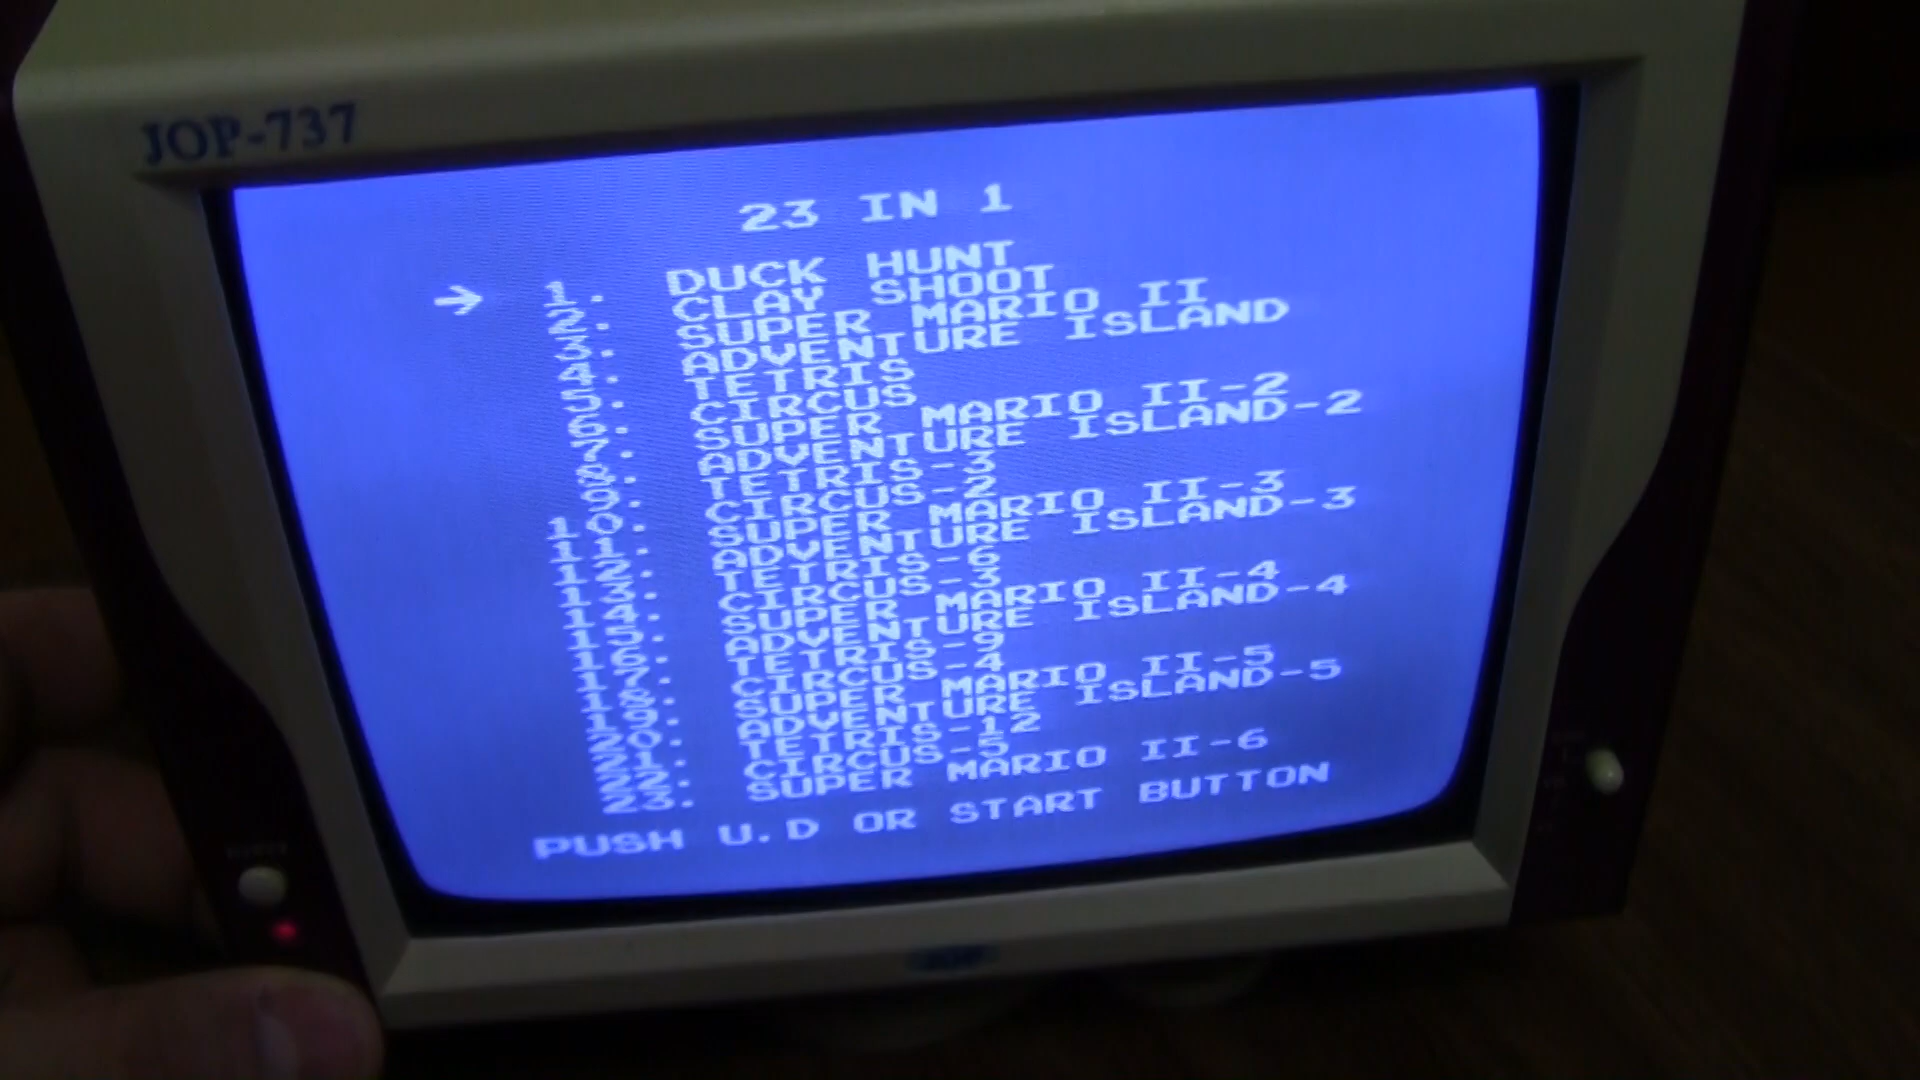 JOP-737
23 IN 1
→ 1. DUCK HUNT
2. CLAY SHOOT
3. SUPER MARIO II
4. ADVENTURE ISLAND
5. TETRIS
6. CIRCUS
7. SUPER MARIO II-2
8. ADVENTURE ISLAND-2
9. TETRIS-3
10. CIRCUS-2
11. SUPER MARIO II-3
12. ADVENTURE ISLAND-3
13. TETRIS-6
14. CIRCUS-3
15. SUPER MARIO II-4
16. ADVENTURE ISLAND-4
17. TETRIS-9
18. CIRCUS-4
19. SUPER MARIO II-5
20. ADVENTURE ISLAND-5
21. TETRIS-12
22. CIRCUS-5
23. SUPER MARIO II-6
PUSH U.D OR START BUTTON